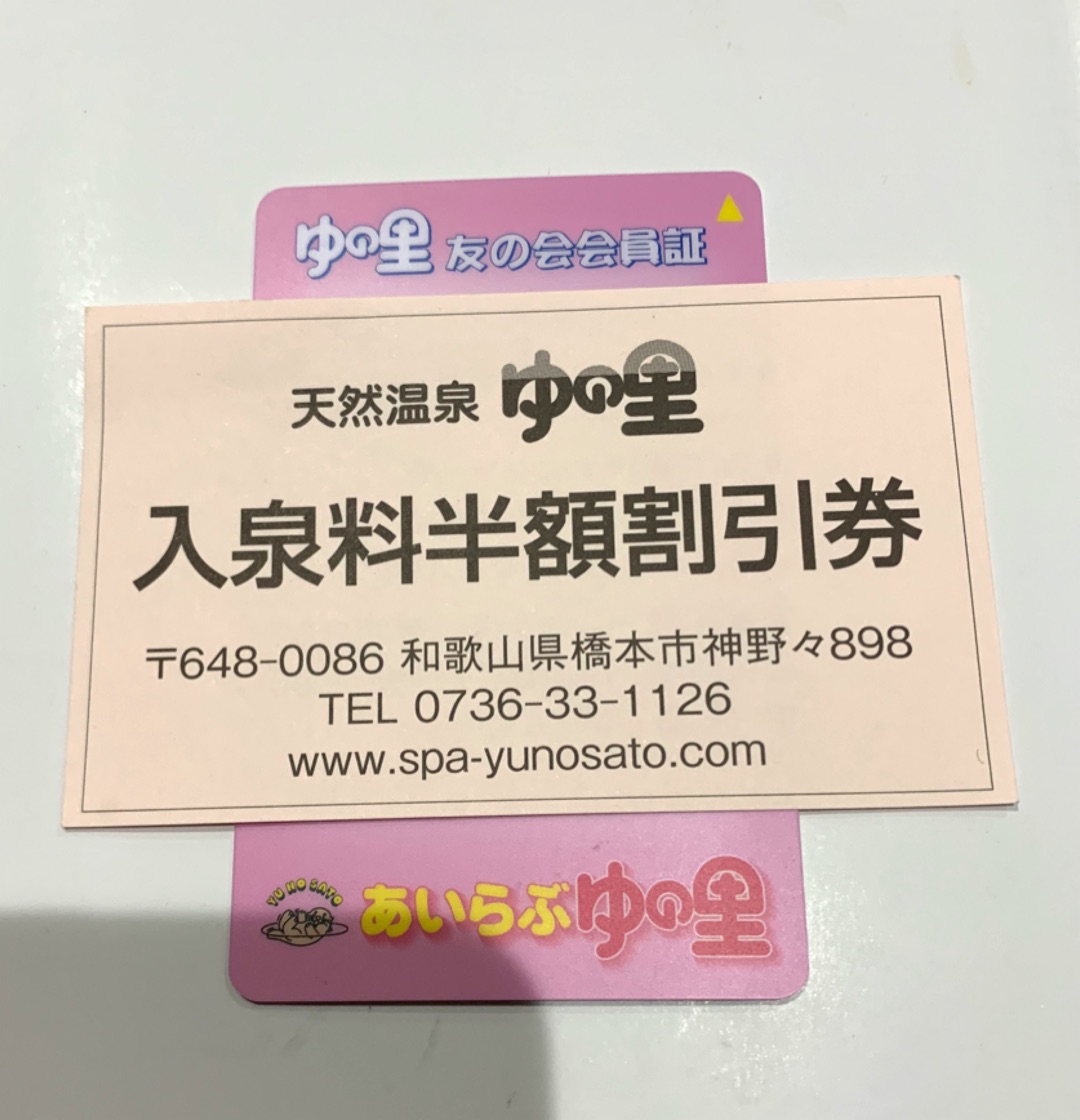 ゆの里 友の会会員証
天然温泉 ゆの里
入泉料半額割引券
〒648-0086 和歌山県橋本市神野々898
TEL 0736-33-1126
www.spa-yunosato.com
YU NO SATO
あいらぶゆの里